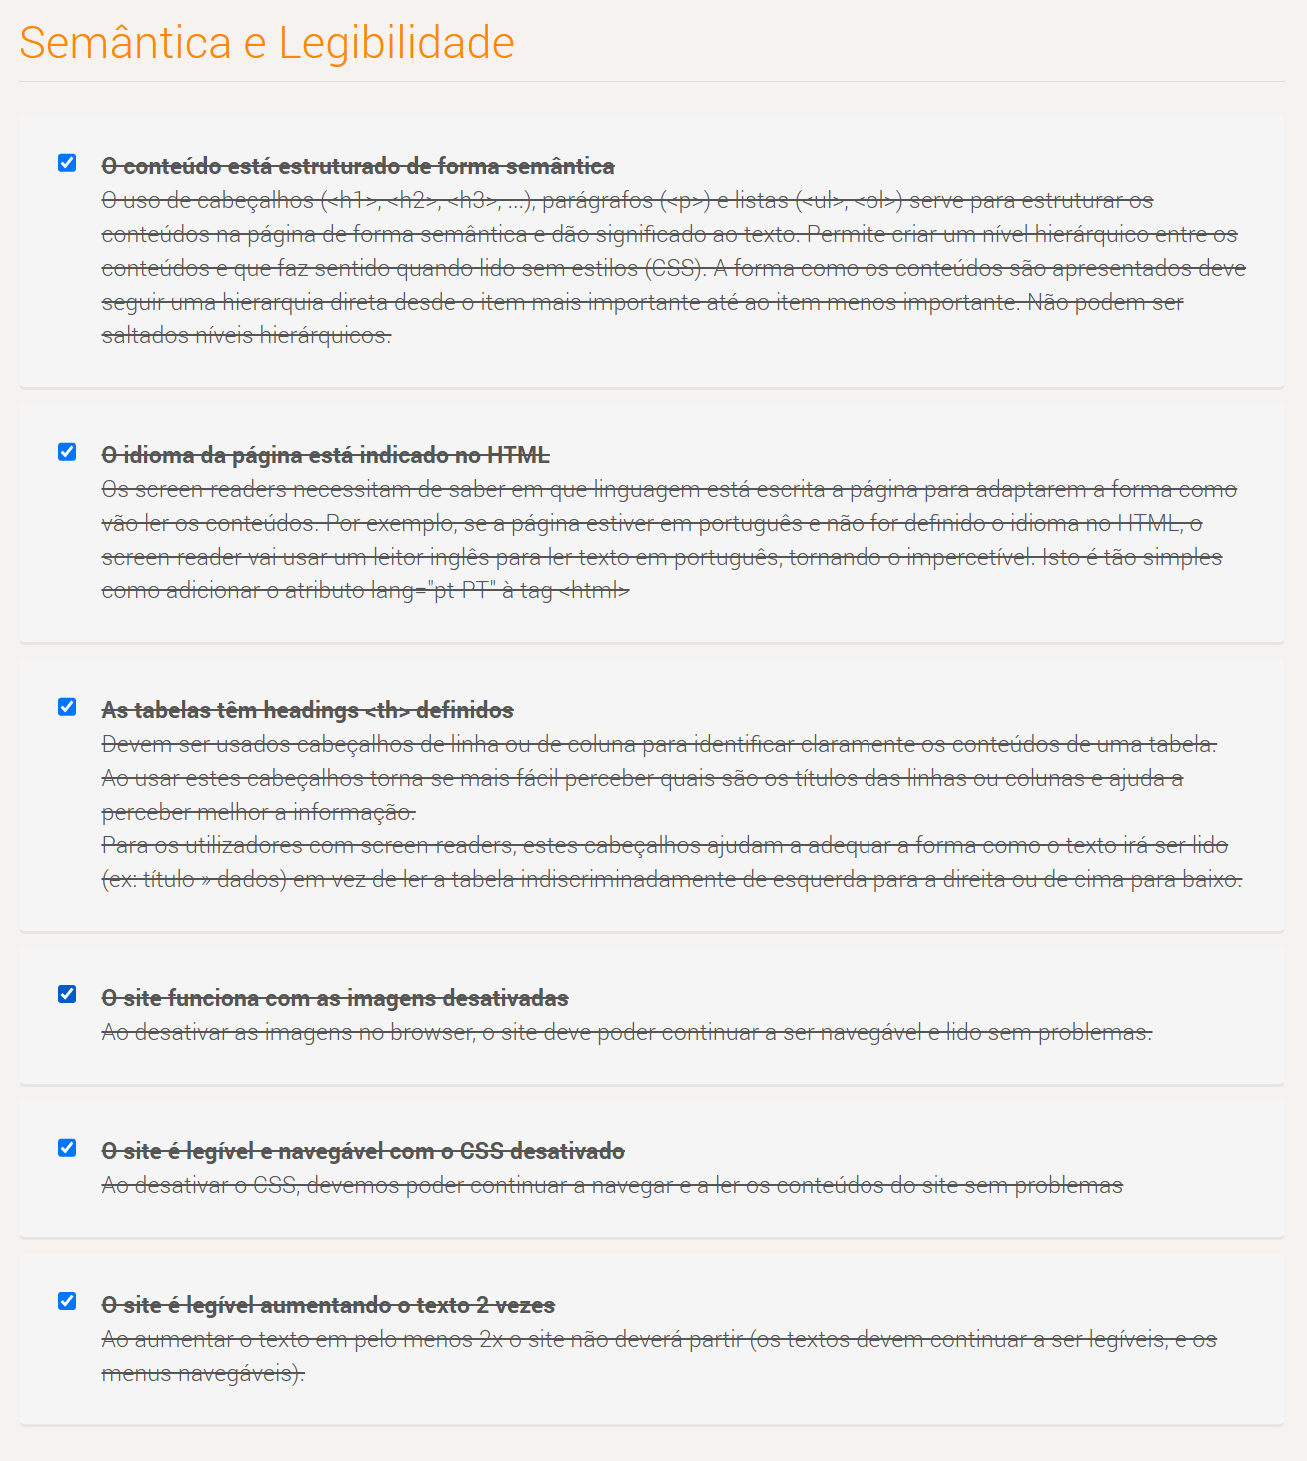 Semântica e Legibilidade
O conteúdo está estruturado de forma semântica
O uso de cabeçalhos (<h1>, <h2>, <h3>, ...), parágrafos (<p>) e listas (<ul>, <ol>) serve para estruturar os
conteúdos na página de forma semântica e dão significado ao texto. Permite criar um nível hierárquico entre os
conteúdos e que faz sentido quando lido sem estilos (CSS). A forma como os conteúdos são apresentados deve
seguir uma hierarquia direta desde o item mais importante até ao item menos importante. Não podem ser
saltados níveis hierárquicos.
O idioma da página está indicado no HTML
Os screen readers necessitam de saber em que linguagem está escrita a página para adaptarem a forma como
vão ler os conteúdos. Por exemplo, se a página estiver em português e não for definido o idioma no HTML, o
screen reader vai usar um leitor inglês para ler texto em português, tornando o impercetível. Isto é tão simples
como adicionar o atributo lang="pt-PT" à tag <html>
As tabelas têm headings <th> definidos
Devem ser usados cabeçalhos de linha ou de coluna para identificar claramente os conteúdos de uma tabela.
Ao usar estes cabeçalhos torna-se mais fácil perceber quais são os títulos das linhas ou colunas e ajuda a
perceber melhor a informação.
Para os utilizadores com screen readers, estes cabeçalhos ajudam a adequar a forma como o texto irá ser lido
(ex: título » dados) em vez de ler a tabela indiscriminadamente de esquerda para a direita ou de cima para baixo.
O site funciona com as imagens desativadas
Ao desativar as imagens no browser, o site deve poder continuar a ser navegável e lido sem problemas.
O site é legível e navegável com o CSS desativado
Ao desativar o CSS, devemos poder continuar a navegar e a ler os conteúdos do site sem problemas
O site é legível aumentando o texto 2 vezes
Ao aumentar o texto em pelo menos 2x o site não deverá partir (os textos devem continuar a ser legíveis, e os
menus navegáveis).